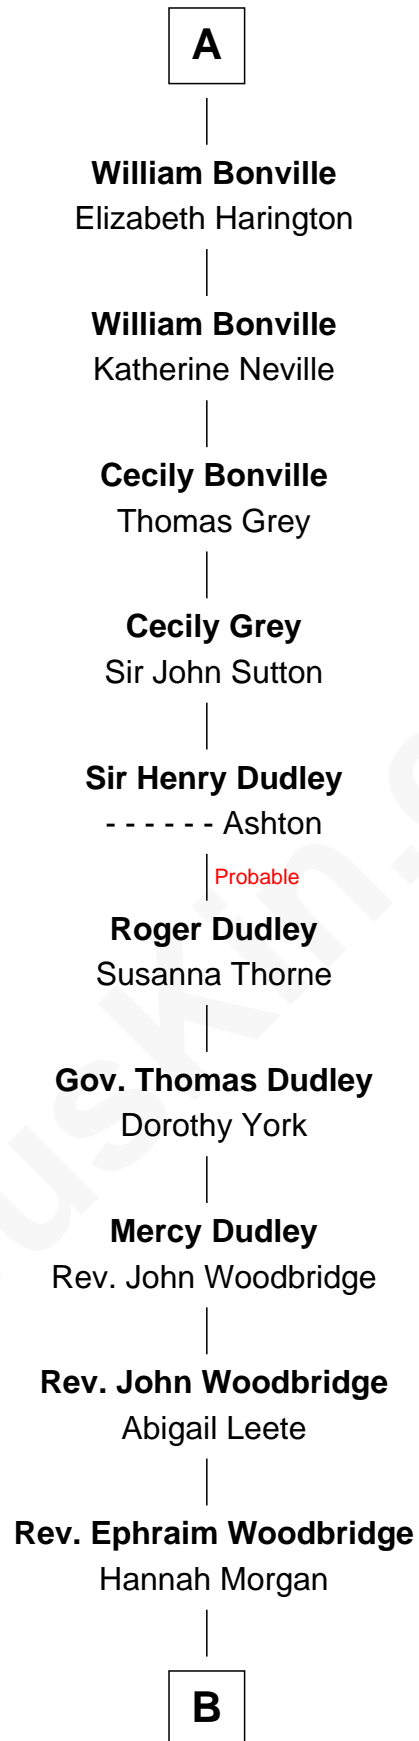 A
William Bonville
Elizabeth Harington
William Bonville
Katherine Neville
Cecily Bonville
Thomas Grey
Cecily Grey
Sir John Sutton
Sir Henry Dudley
- - - - - - Ashton
Probable
Roger Dudley
Susanna Thorne
Gov. Thomas Dudley
Dorothy York
Mercy Dudley
Rev. John Woodbridge
Rev. John Woodbridge
Abigail Leete
Rev. Ephraim Woodbridge
Hannah Morgan
B